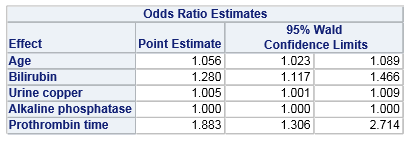 Odds Ratio Estimates
Effect Point Estimate 95% Wald Confidence Limits
Age 1.056 1.023 1.089
Bilirubin 1.280 1.117 1.466
Urine copper 1.005 1.001 1.009
Alkaline phosphatase 1.000 1.000 1.000
Prothrombin time 1.883 1.306 2.714